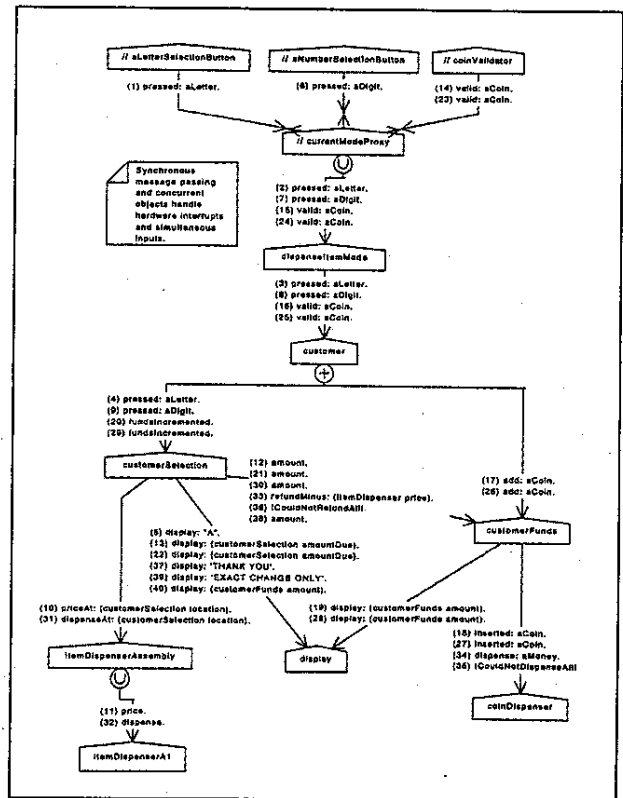 // aLetterSelectionButton
// aNumberSelectionButton
// coinValidator
(1) pressed: aLetter.
(6) pressed: aDigit.
(14) valid: aCoin.
(23) valid: aCoin.
// currentModeProxy
Synchronous
message passing
and concurrent
objects handle
hardware interrupts
and simultaneous
inputs.
(2) pressed: aLetter.
(7) pressed: aDigit.
(15) valid: aCoin.
(24) valid: aCoin.
dispenseItemMode
(3) pressed: aLetter.
(8) pressed: aDigit.
(16) valid: aCoin.
(25) valid: aCoin.
customer
(4) pressed: aLetter.
(9) pressed: aDigit.
(20) fundsIncremented.
(29) fundsIncremented.
customerSelection
(12) amount.
(21) amount.
(30) amount.
(33) refundMinus: (itemDispenser price).
(36) ICouldNotRefundAll!
(38) amount.
(17) add: aCoin.
(26) add: aCoin.
customerFunds
(5) display: "A".
(13) display: (customerSelection amountDue).
(22) display: (customerSelection amountDue).
(37) display: "THANK YOU".
(39) display: "EXACT CHANGE ONLY".
(40) display: (customerFunds amount).
(10) priceAt: (customerSelection location).
(31) dispenseAt: (customerSelection location).
(19) display: (customerFunds amount).
(28) display: (customerFunds amount).
(18) inserted: aCoin.
(27) inserted: aCoin.
(34) dispense: aMoney.
(35) ICouldNotDispenseAll!
itemDispenserAssembly
display
coinDispenser
(11) price.
(32) dispense.
itemDispenserA1